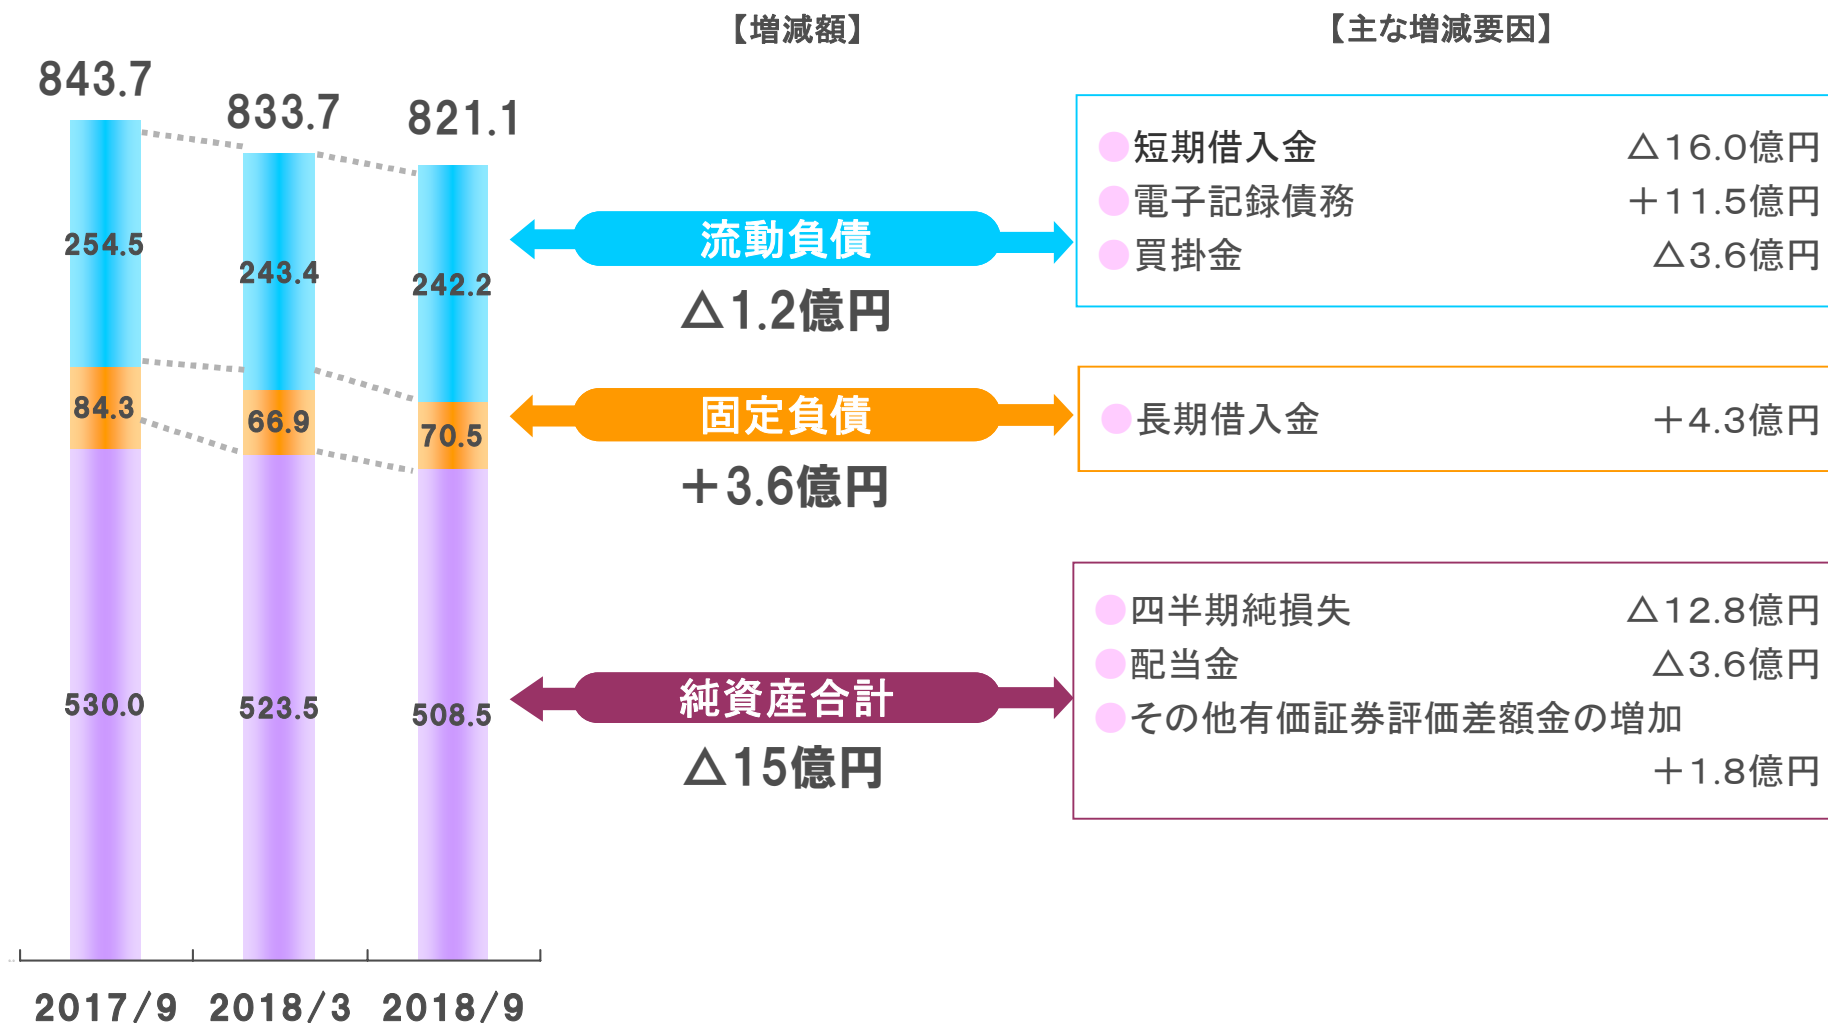 【増減額】
【主な増減要因】
843.7
833.7
821.1
254.5
243.4
242.2
84.3
66.9
70.5
530.0
523.5
508.5
2017/9
2018/3
2018/9
流動負債
△1.2億円
●短期借入金 △16.0億円
●電子記録債務 +11.5億円
●買掛金 △3.6億円
固定負債
+3.6億円
●長期借入金 +4.3億円
純資産合計
△15億円
●四半期純損失 △12.8億円
●配当金 △3.6億円
●その他有価証券評価差額金の増加
+1.8億円